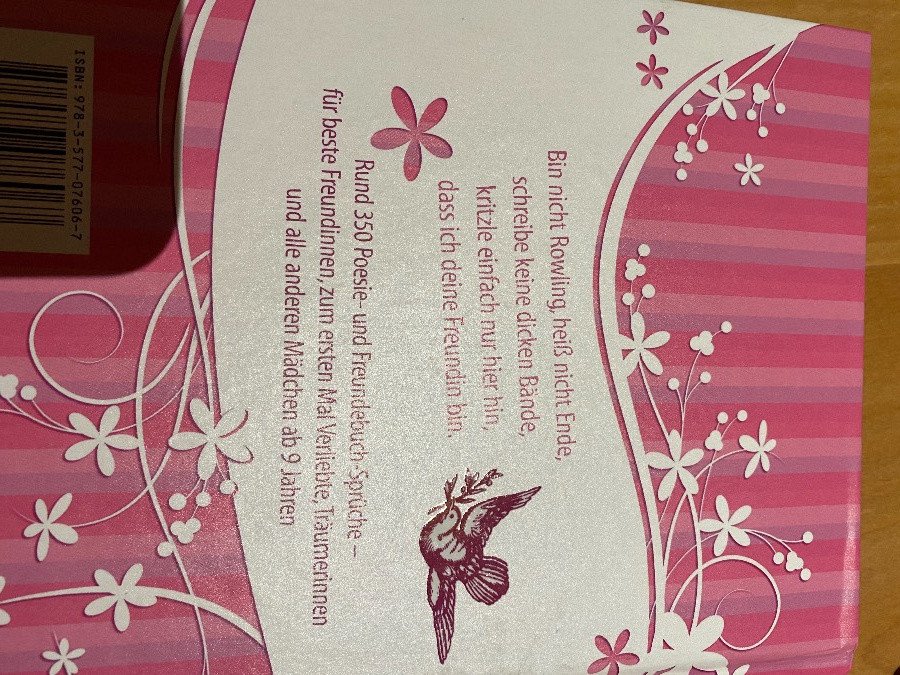 Bin nicht Rowling, heiß nicht Ende,
schreibe keine dicken Bände,
kritzle einfach nur hier hin,
dass ich deine Freundin bin.
Rund 350 Poesie- und Freundebuch-Sprüche –
für beste Freundinnen, zum ersten Mal Verliebte, Träumerinnen
und alle anderen Mädchen ab 9 Jahren
ISBN: 978-3-577-07606-7